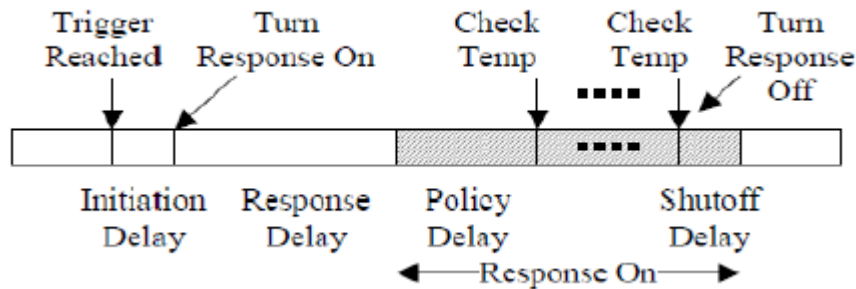 Trigger
Reached
Turn
Response On
Check
Temp
Check
Temp
Turn
Response
Off
Initiation
Delay
Response
Delay
Policy
Delay
Shutoff
Delay
Response On